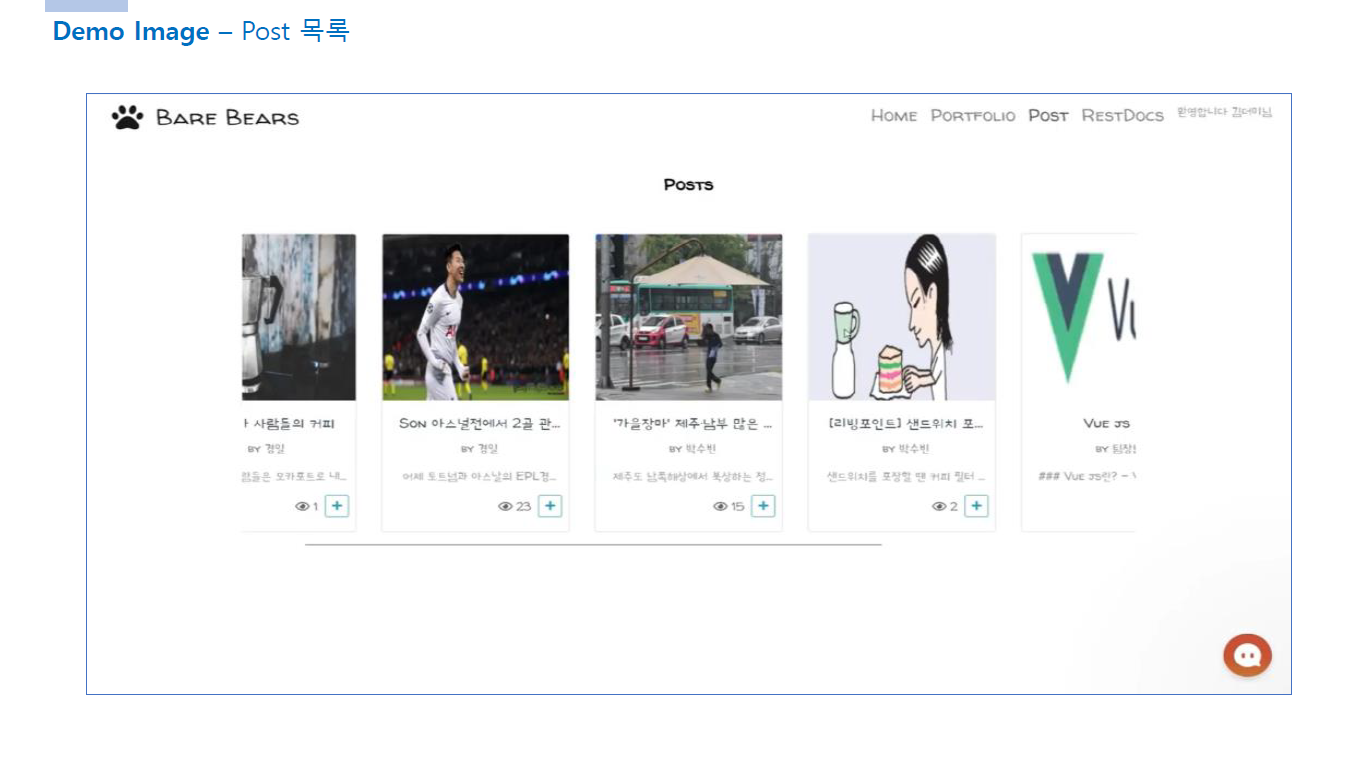 Demo Image – Post 목록
BARE BEARS
HOME PORTFOLIO POST RESTDOCS 환영합니다 김더미님
POSTS
사람들의 커피
BY 경일
람들은 모카포트로 내...
1 +
SON 아스널전에서 2골 관...
BY 경일
어제 토트넘과 아스날의 EPL경...
23 +
'가을장마' 제주·남부 많은 ...
BY 박수빈
제주도 남쪽해상에서 북상하는 정...
15 +
[리빙포인트] 샌드위치 포...
BY 박수빈
샌드위치를 포장할 땐 커피 필터 ...
2 +
VUE JS
BY 팀장
### VUE JS란? -